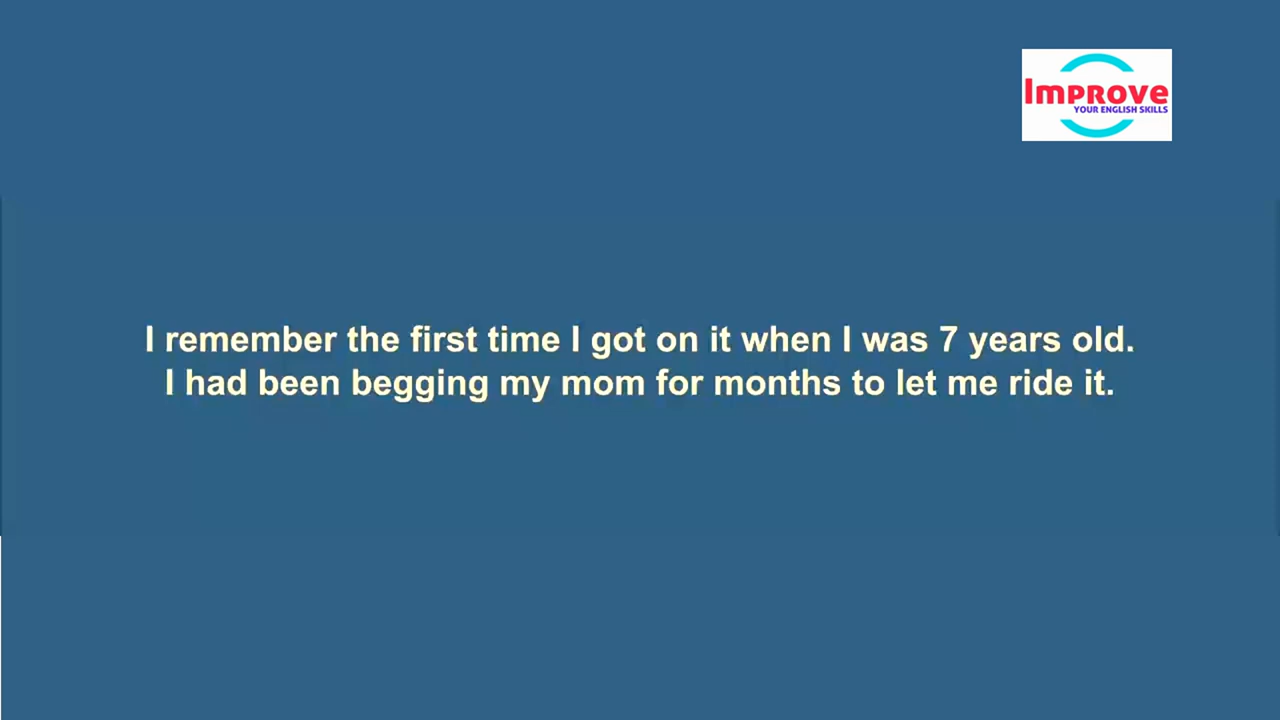 Improve
YOUR ENGLISH SKILLS
I remember the first time I got on it when I was 7 years old.
I had been begging my mom for months to let me ride it.